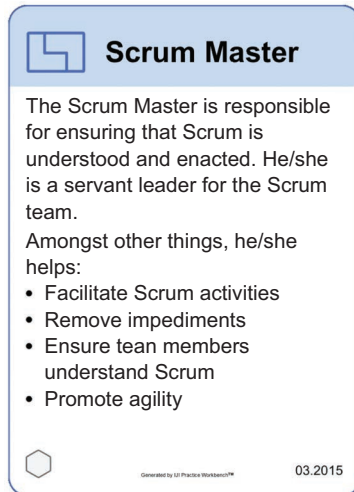 Scrum Master
The Scrum Master is responsible
for ensuring that Scrum is
understood and enacted. He/she
is a servant leader for the Scrum
team.
Amongst other things, he/she
helps:
• Facilitate Scrum activities
• Remove impediments
• Ensure tean members
understand Scrum
• Promote agility
Generated by IJI Practice Workbench™
03.2015